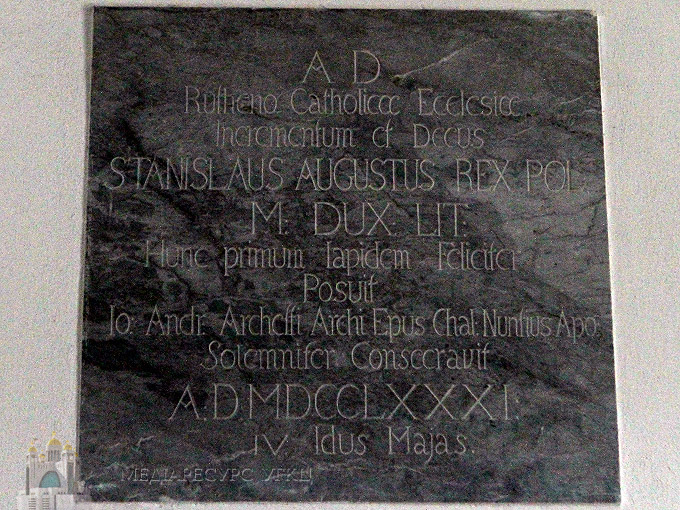 A D
Rutheno Catholicæ Ecclesiæ
Incrementum et Decus
STANISLAUS AUGUSTUS REX POL.
M: DUX LIT:
Hunc primum lapidem Feliciter
Posuit
Io. Andr. Archetti Archi Epus Chal. Nuntius Apo.
Solemniter Consecravit
A:D:MDCCLXXXI:
IV. Idus Majas.
МЕДІАРЕСУРС УГКЦ